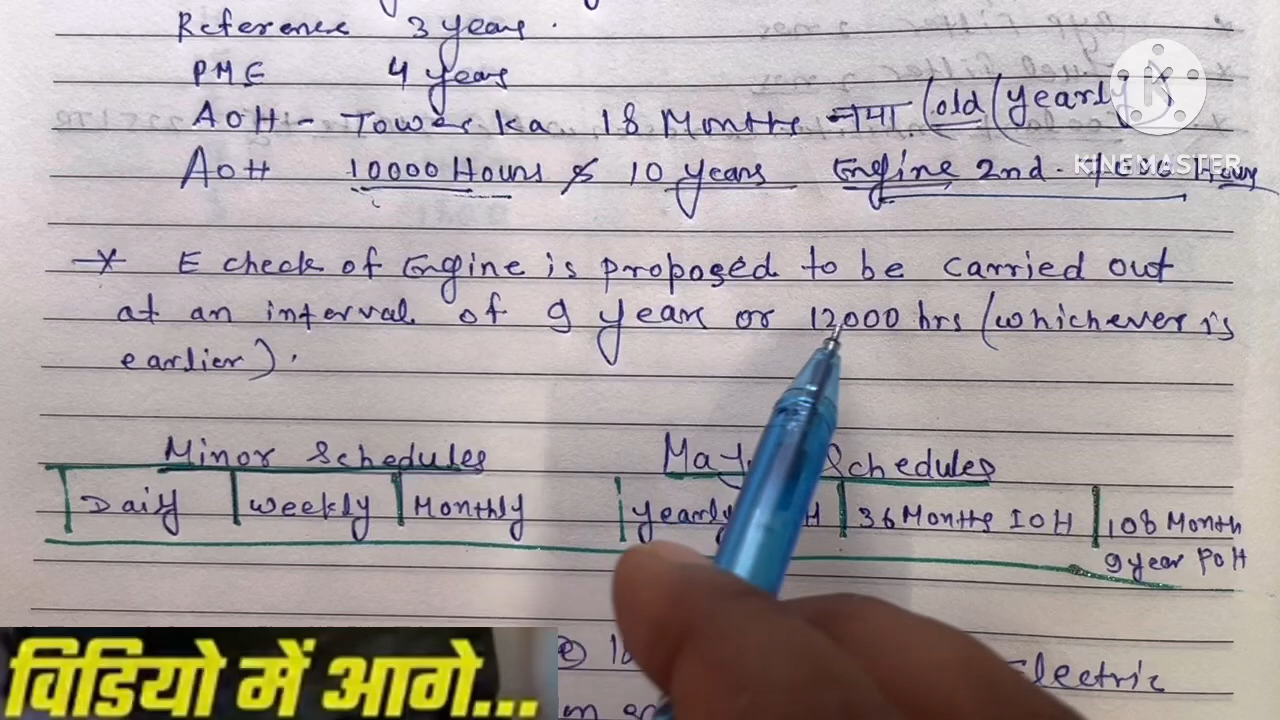 Reference 3 years.
PME 4 years
AOH - Tower ka 18 Months नया (old (yearly)
KINEMASTER
AOH 10000 Hours & 10 years Engine 2nd.
* E check of Engine is proposed to be carried out
at an interval of 9 years or 12000 hrs (whichever is
earlier).
Minor Schedules Schedules
Daily weekly Monthly yearly 36 Months IOH 108 Month
9 year POH
विडियो में आगे...